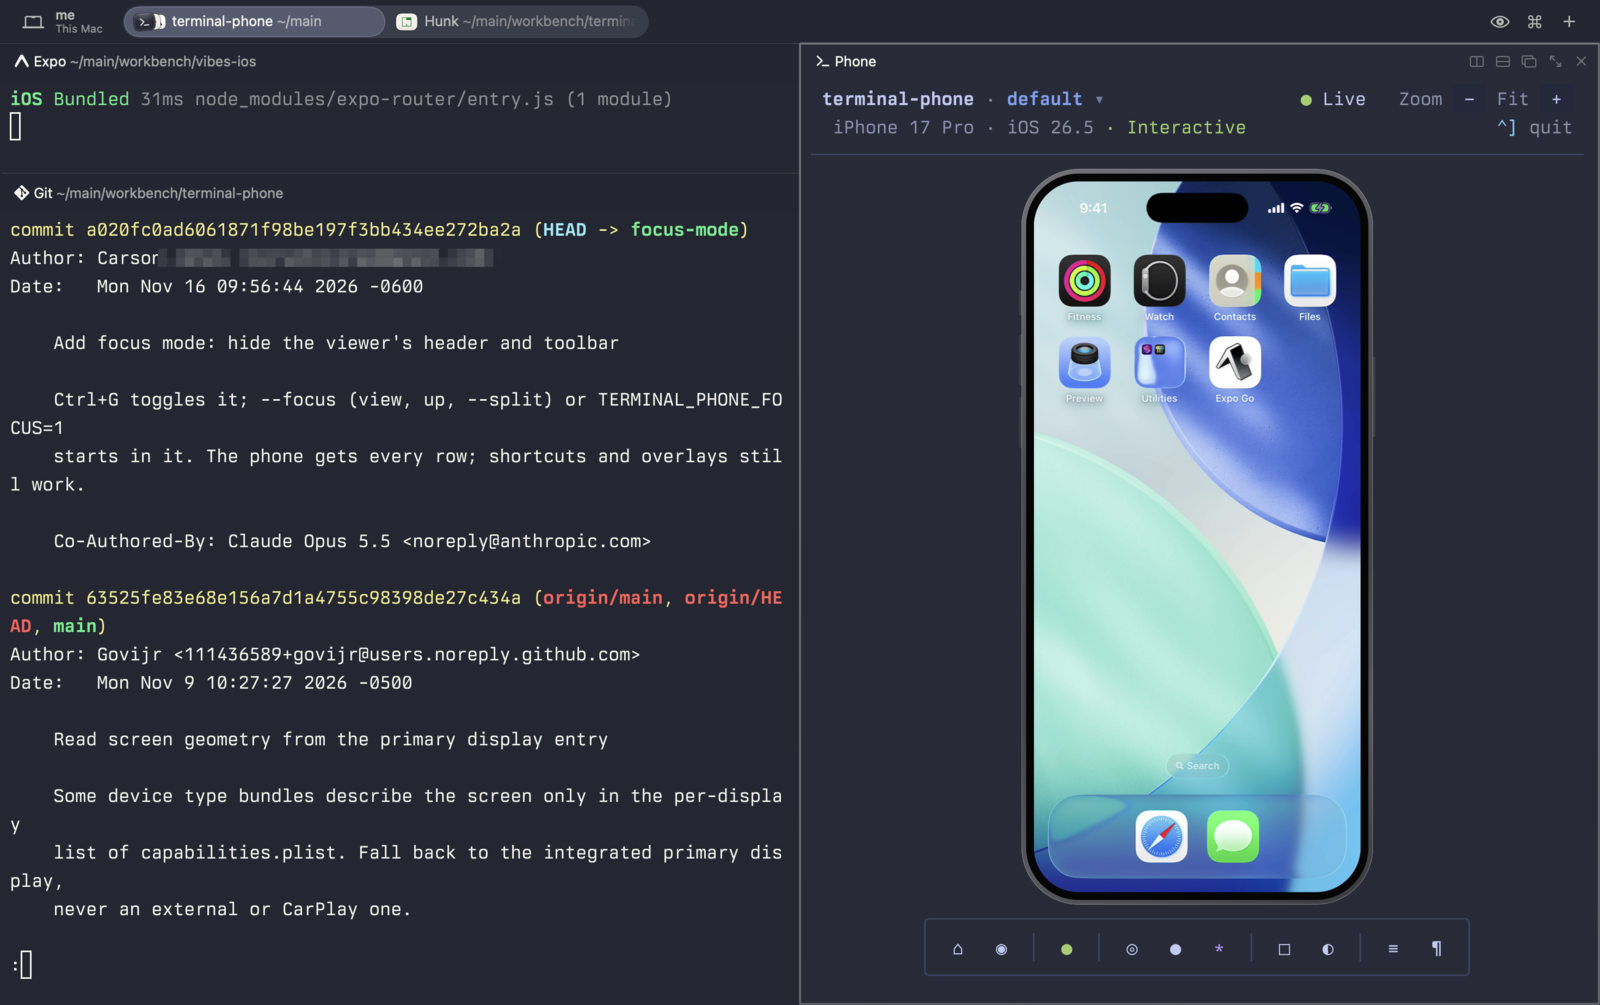 me
This Mac
terminal-phone ~/main
Hunk ~/main/workbench/termin
Expo ~/main/workbench/vibes-ios
iOS Bundled 31ms node_modules/expo-router/entry.js (1 module)
Git ~/main/workbench/terminal-phone
commit a020fc0ad6061871f98be197f3bb434ee272ba2a (HEAD -> focus-mode)
Author: Carson
Date:   Mon Nov 16 09:56:44 2026 -0600
Add focus mode: hide the viewer's header and toolbar
Ctrl+G toggles it; --focus (view, up, --split) or TERMINAL_PHONE_FO
CUS=1
starts in it. The phone gets every row; shortcuts and overlays stil
l work.
Co-Authored-By: Claude Opus 5.5 <noreply@anthropic.com>
commit 63525fe83e68e156a7d1a4755c98398de27c434a (origin/main, origin/HE
AD, main)
Author: Govijr <111436589+govijr@users.noreply.github.com>
Date:   Mon Nov 9 10:27:27 2026 -0500
Read screen geometry from the primary display entry
Some device type bundles describe the screen only in the per-displa
y
list of capabilities.plist. Fall back to the integrated primary dis
play,
never an external or CarPlay one.
:
Phone
terminal-phone · default ▾ ● Live Zoom − Fit +
iPhone 17 Pro · iOS 26.5 · Interactive ^] quit
9:41
Fitness
Watch
Contacts
Files
Preview
Utilities
Expo Go
Search